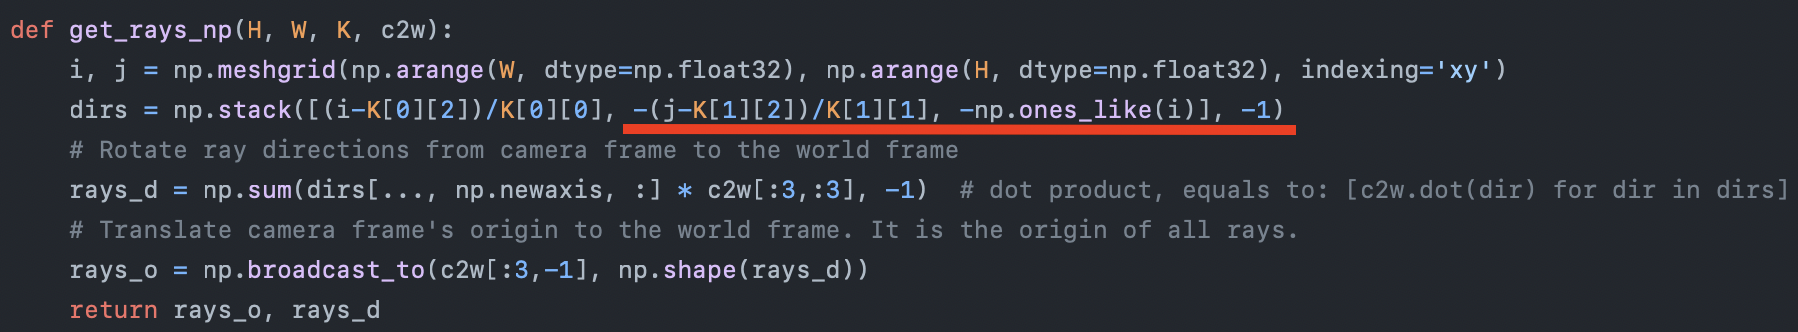 def get_rays_np(H, W, K, c2w):
    i, j = np.meshgrid(np.arange(W, dtype=np.float32), np.arange(H, dtype=np.float32), indexing='xy')
    dirs = np.stack([(i-K[0][2])/K[0][0], -(j-K[1][2])/K[1][1], -np.ones_like(i)], -1)
    # Rotate ray directions from camera frame to the world frame
    rays_d = np.sum(dirs[..., np.newaxis, :] * c2w[:3,:3], -1)  # dot product, equals to: [c2w.dot(dir) for dir in dirs]
    # Translate camera frame's origin to the world frame. It is the origin of all rays.
    rays_o = np.broadcast_to(c2w[:3,-1], np.shape(rays_d))
    return rays_o, rays_d